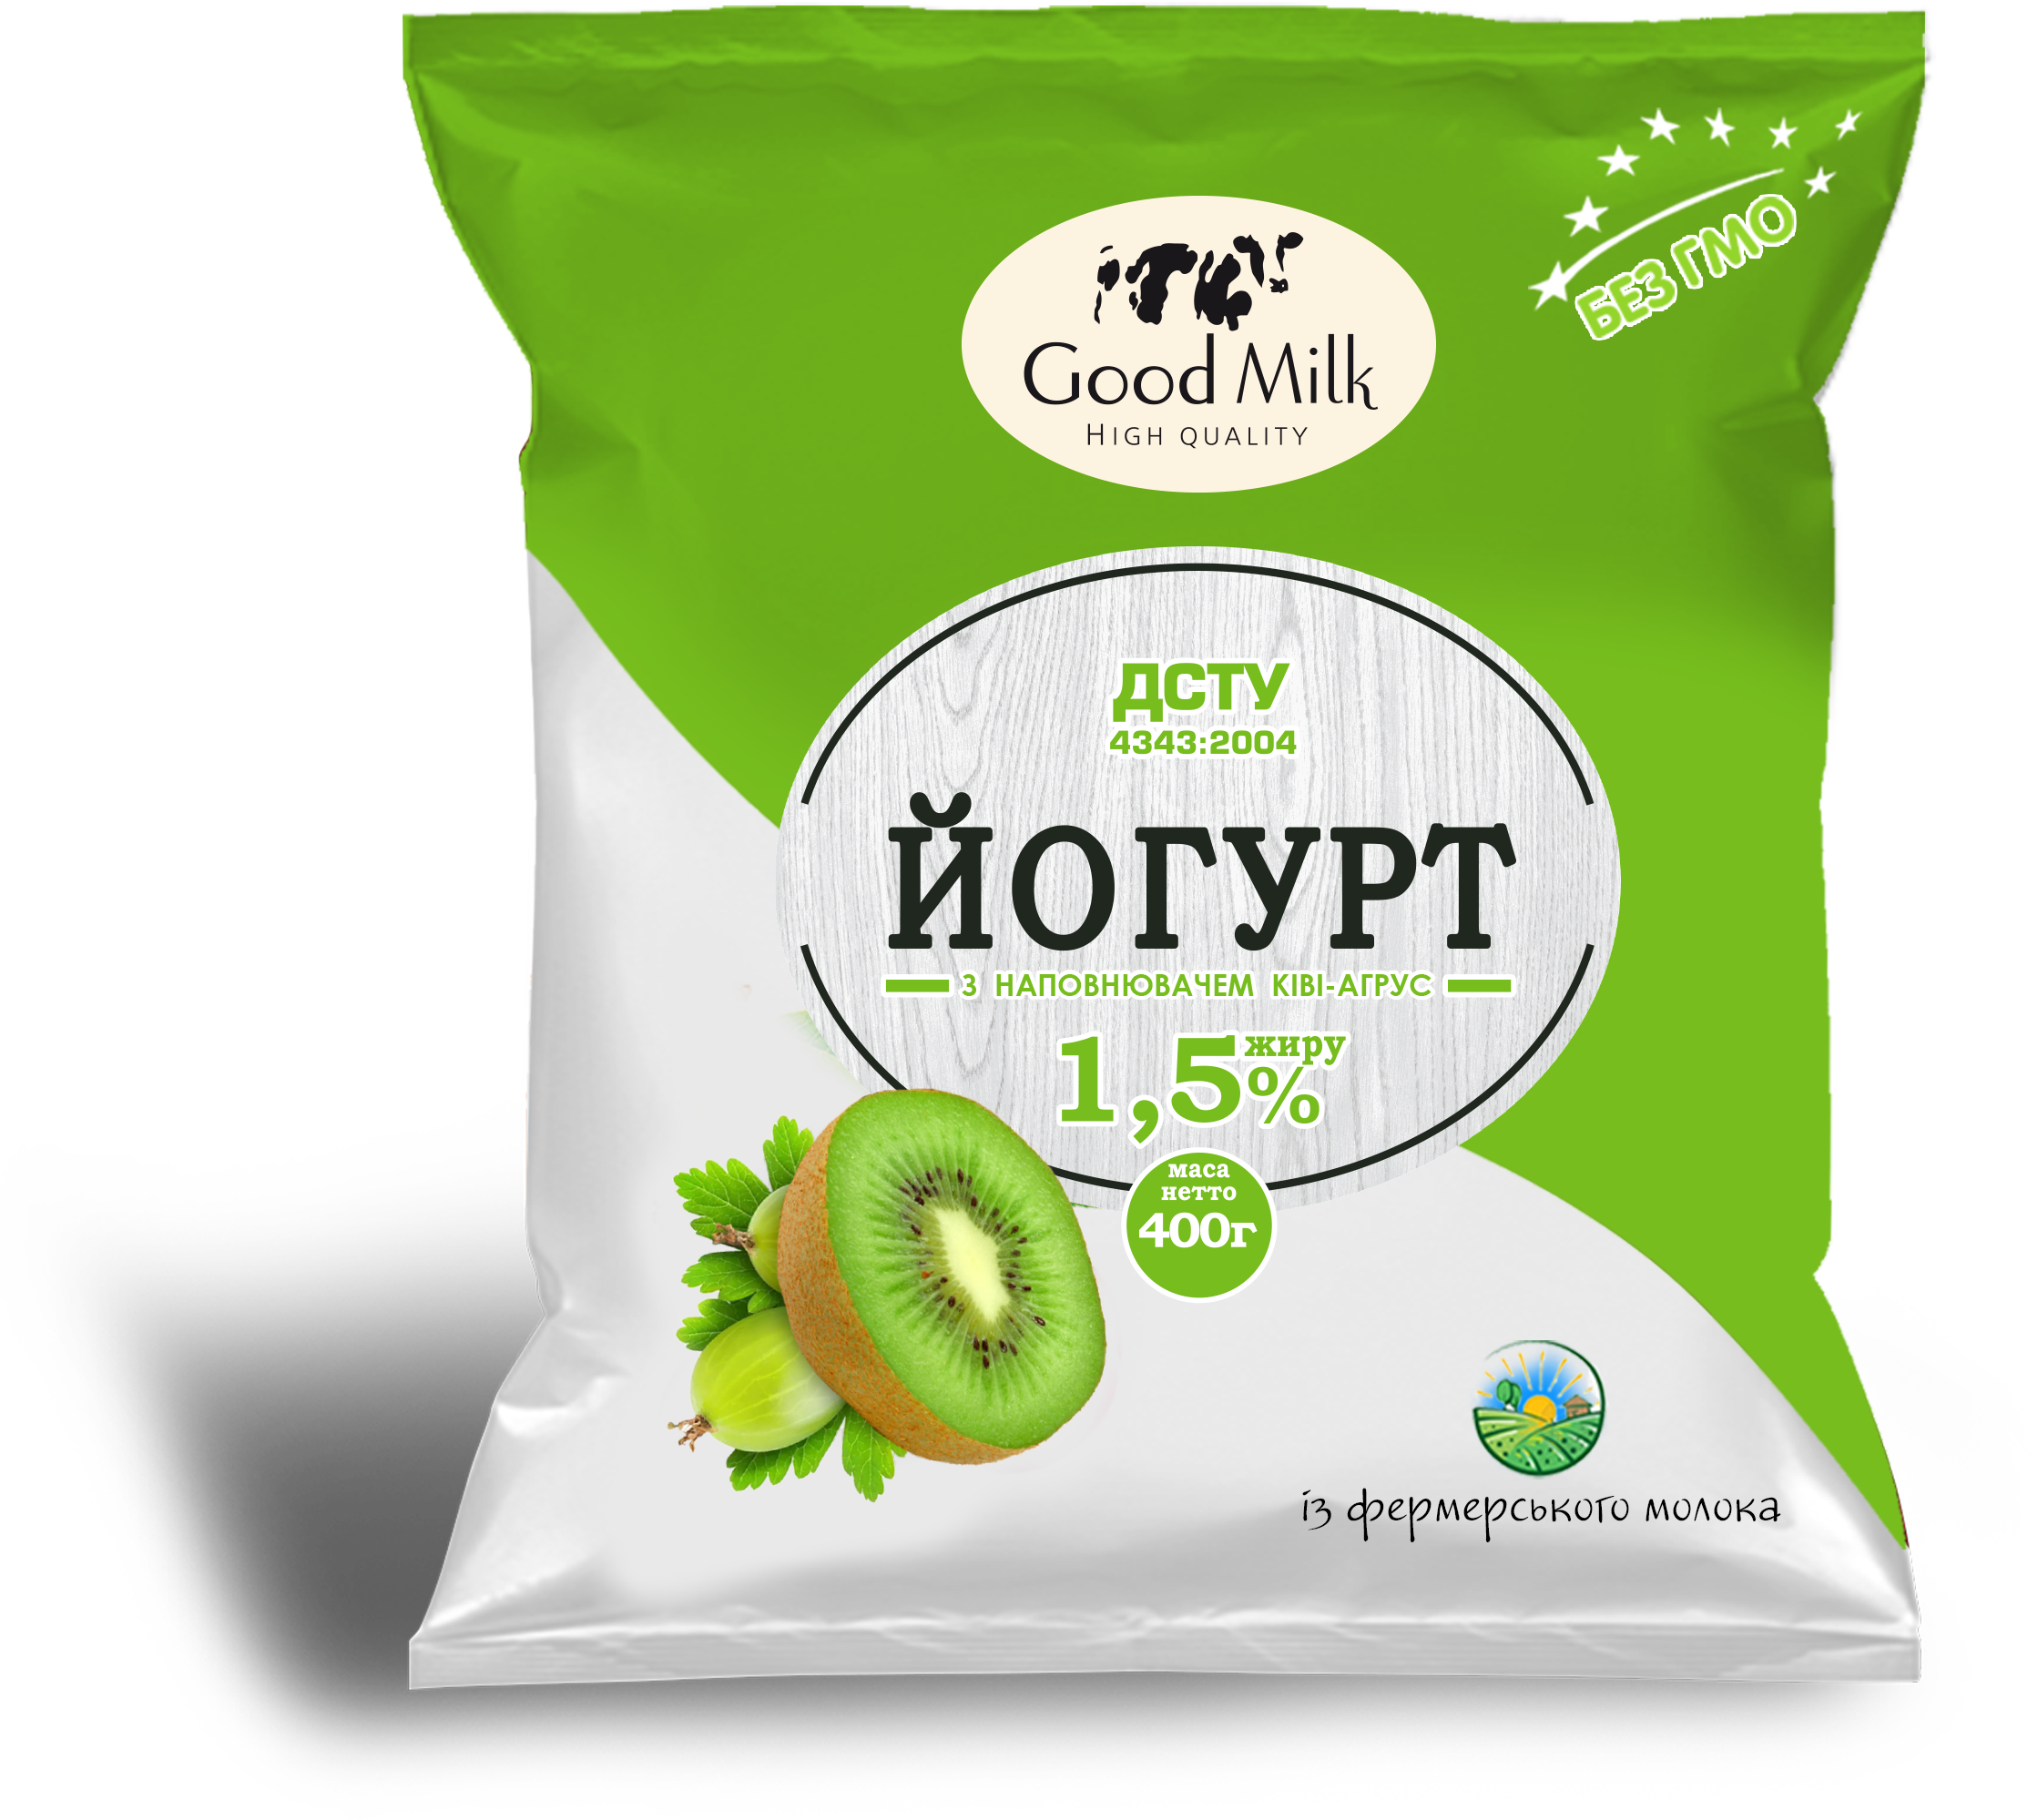 БЕЗ ГМО
Good Milk
HIGH QUALITY
ДСТУ
4343:2004
ЙОГУРТ
З НАПОВНЮВАЧЕМ КІВІ-АГРУС
1,5% жиру
маса
нетто
400г
із фермерського молока